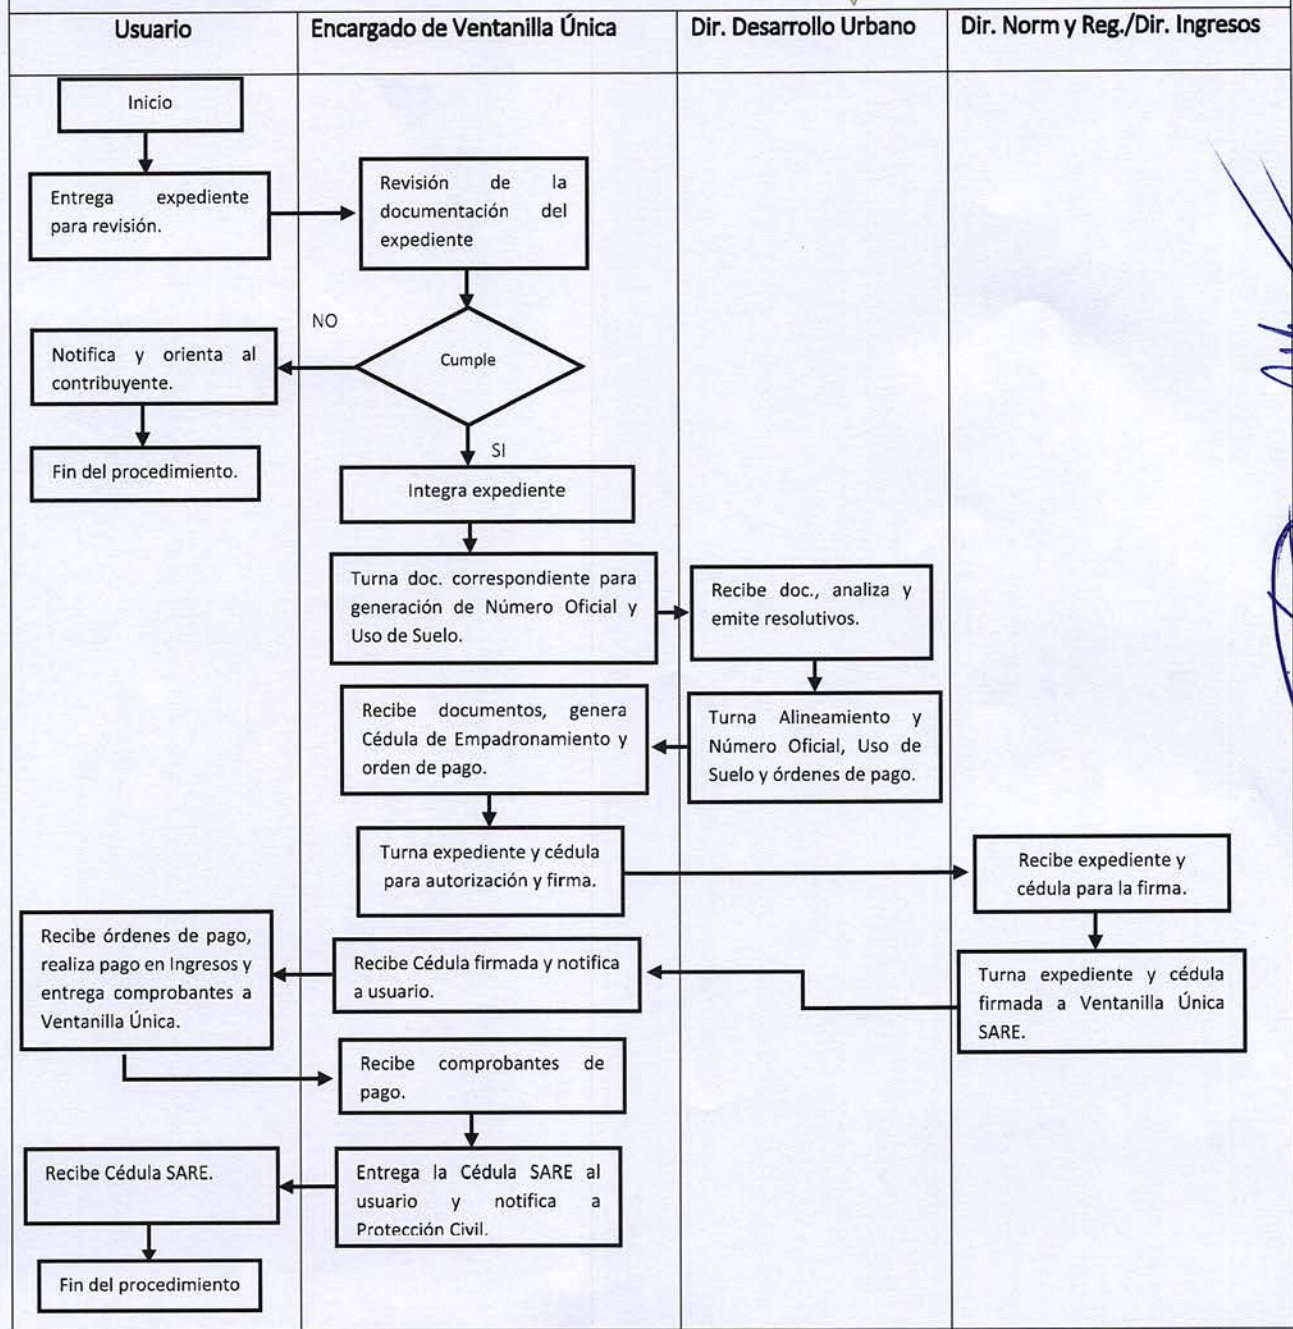 Usuario
Encargado de Ventanilla Única
Dir. Desarrollo Urbano
Dir. Norm y Reg./Dir. Ingresos
Inicio
Entrega expediente
para revisión.
Revisión de la
documentación del
expediente
NO
Cumple
Notifica y orienta al
contribuyente.
Fin del procedimiento.
SI
Integra expediente
Turna doc. correspondiente para
generación de Número Oficial y
Uso de Suelo.
Recibe doc., analiza y
emite resolutivos.
Turna Alineamiento y
Número Oficial, Uso de
Suelo y órdenes de pago.
Recibe documentos, genera
Cédula de Empadronamiento y
orden de pago.
Turna expediente y cédula
para autorización y firma.
Recibe expediente y
cédula para la firma.
Turna expediente y cédula
firmada a Ventanilla Única
SARE.
Recibe Cédula firmada y notifica
a usuario.
Recibe órdenes de pago,
realiza pago en Ingresos y
entrega comprobantes a
Ventanilla Única.
Recibe comprobantes de
pago.
Entrega la Cédula SARE al
usuario y notifica a
Protección Civil.
Recibe Cédula SARE.
Fin del procedimiento